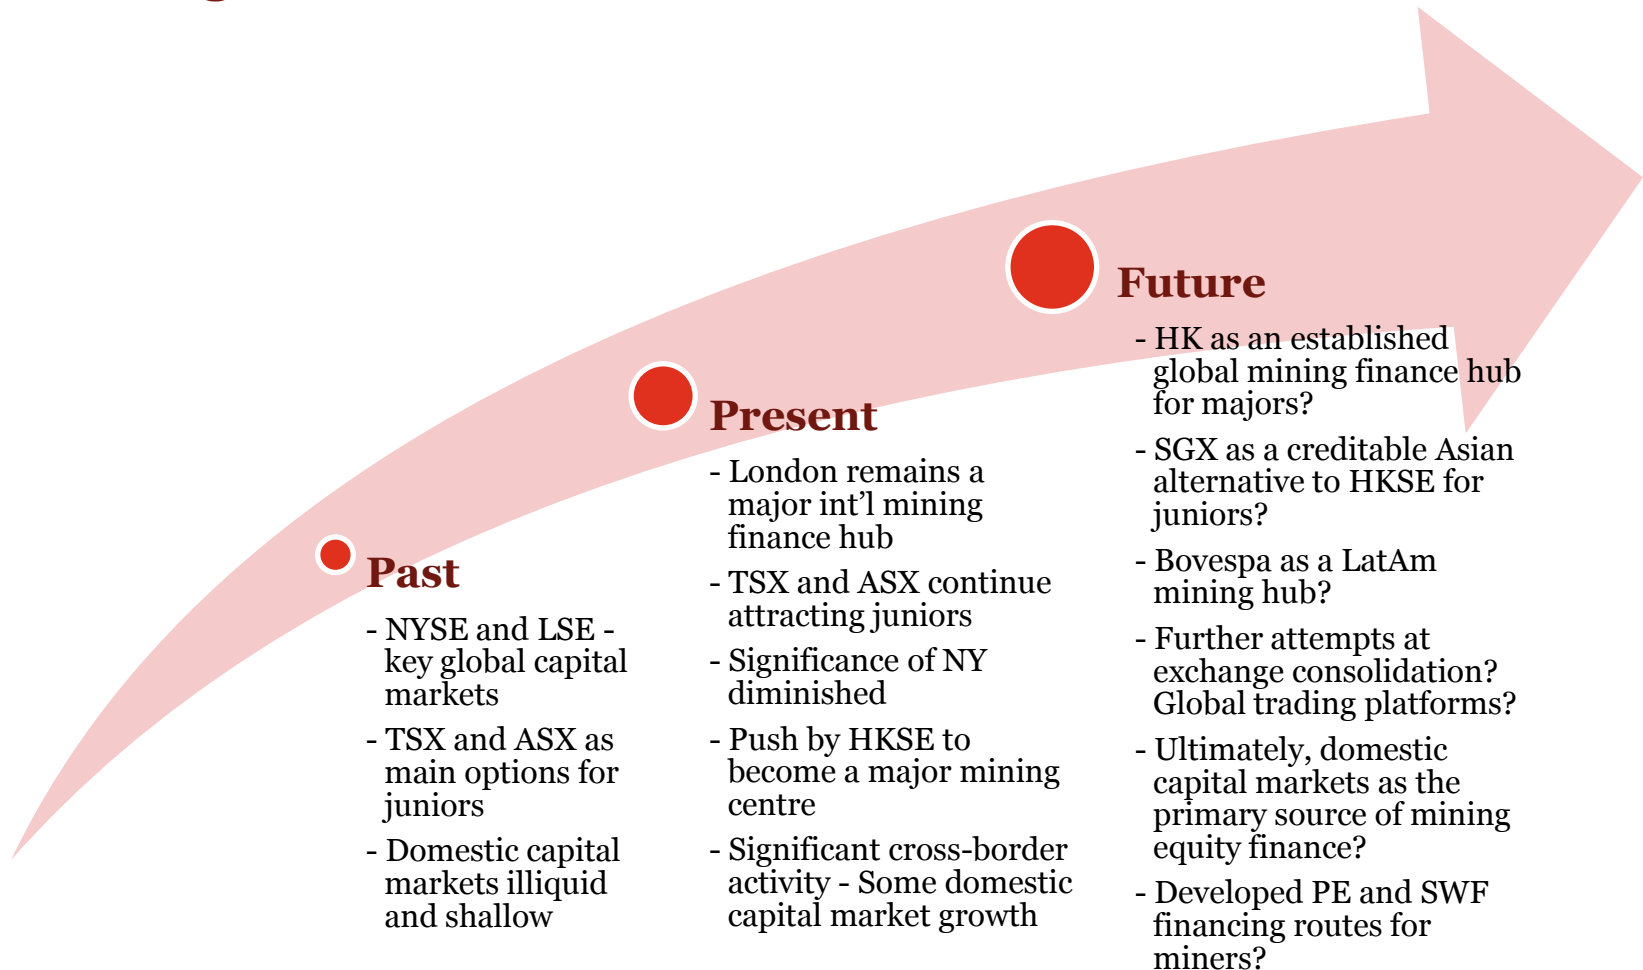 Past
- NYSE and LSE -
key global capital
markets
- TSX and ASX as
main options for
juniors
- Domestic capital
markets illiquid
and shallow
Present
- London remains a
major int’l mining
finance hub
- TSX and ASX continue
attracting juniors
- Significance of NY
diminished
- Push by HKSE to
become a major mining
centre
- Significant cross-border
activity - Some domestic
capital market growth
Future
- HK as an established
global mining finance hub
for majors?
- SGX as a creditable Asian
alternative to HKSE for
juniors?
- Bovespa as a LatAm
mining hub?
- Further attempts at
exchange consolidation?
Global trading platforms?
- Ultimately, domestic
capital markets as the
primary source of mining
equity finance?
- Developed PE and SWF
financing routes for
miners?